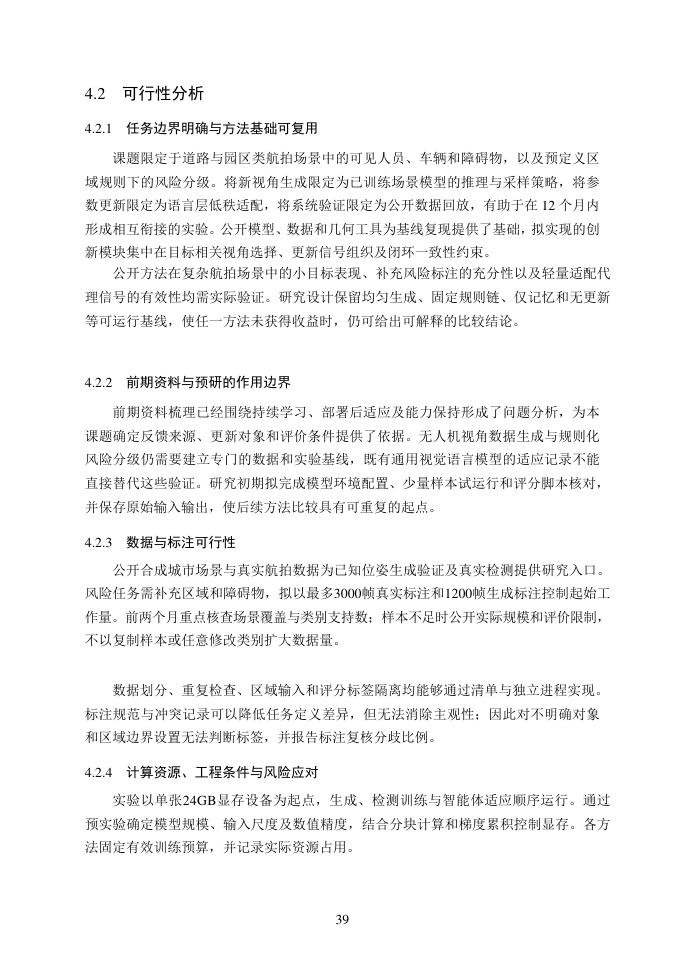 4.2 可行性分析
4.2.1 任务边界明确与方法基础可复用
课题限定于道路与园区类航拍场景中的可见人员、车辆和障碍物，以及预定义区
域规则下的风险分级。将新视角生成限定为已训练场景模型的推理与采样策略，将参
数更新限定为语言层低秩适配，将系统验证限定为公开数据回放，有助于在 12 个月内
形成相互衔接的实验。公开模型、数据和几何工具为基线复现提供了基础，拟实现的创
新模块集中在目标相关视角选择、更新信号组织及闭环一致性约束。
公开方法在复杂航拍场景中的小目标表现、补充风险标注的充分性以及轻量适配代
理信号的有效性均需实际验证。研究设计保留均匀生成、固定规则链、仅记忆和无更新
等可运行基线，使任一方法未获得收益时，仍可给出可解释的比较结论。
4.2.2 前期资料与预研的作用边界
前期资料梳理已经围绕持续学习、部署后适应及能力保持形成了问题分析，为本
课题确定反馈来源、更新对象和评价条件提供了依据。无人机视角数据生成与规则化
风险分级仍需要建立专门的数据和实验基线，既有通用视觉语言模型的适应记录不能
直接替代这些验证。研究初期拟完成模型环境配置、少量样本试运行和评分脚本核对，
并保存原始输入输出，使后续方法比较具有可重复的起点。
4.2.3 数据与标注可行性
公开合成城市场景与真实航拍数据为已知位姿生成验证及真实检测提供研究入口。
风险任务需补充区域和障碍物，拟以最多3000帧真实标注和1200帧生成标注控制起始工
作量。前两个月重点核查场景覆盖与类别支持数；样本不足时公开实际规模和评价限制，
不以复制样本或任意修改类别扩大数据量。
数据划分、重复检查、区域输入和评分标签隔离均能够通过清单与独立进程实现。
标注规范与冲突记录可以降低任务定义差异，但无法消除主观性；因此对不明确对象
和区域边界设置无法判断标签，并报告标注复核分歧比例。
4.2.4 计算资源、工程条件与风险应对
实验以单张24GB显存设备为起点，生成、检测训练与智能体适应顺序运行。通过
预实验确定模型规模、输入尺度及数值精度，结合分块计算和梯度累积控制显存。各方
法固定有效训练预算，并记录实际资源占用。
39